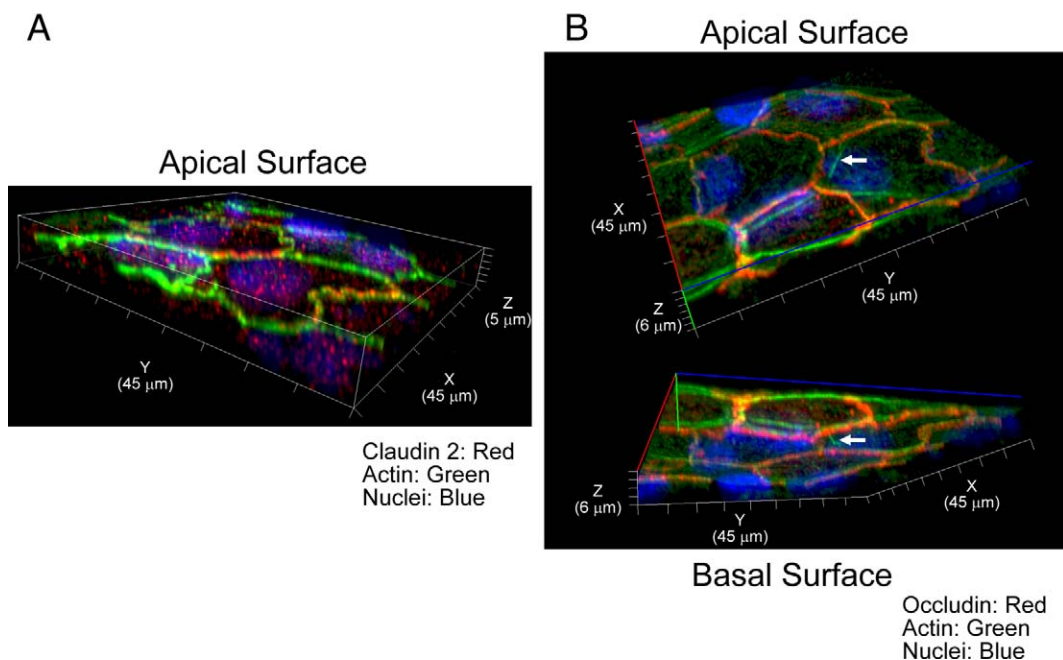 A
Apical Surface
Y
(45 μm)
X
(45 μm)
Z
(5 μm)
Claudin 2: Red
Actin: Green
Nuclei: Blue
B
Apical Surface
X
(45 μm)
Z
(6 μm)
Y
(45 μm)
Z
(6 μm)
Y
(45 μm)
X
(45 μm)
Basal Surface
Occludin: Red
Actin: Green
Nuclei: Blue